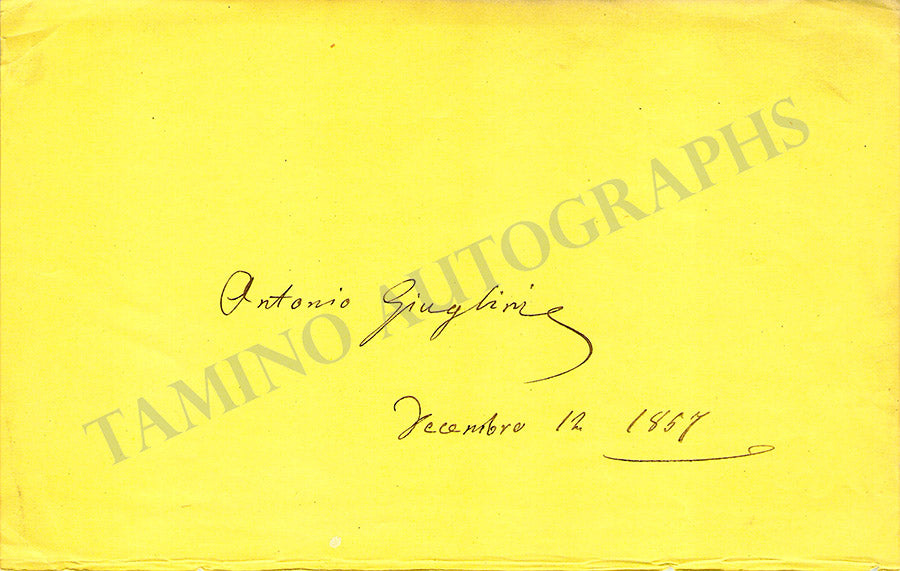 Antonio Giuglini
Decembre 12 1857
TAMINO AUTOGRAPHS